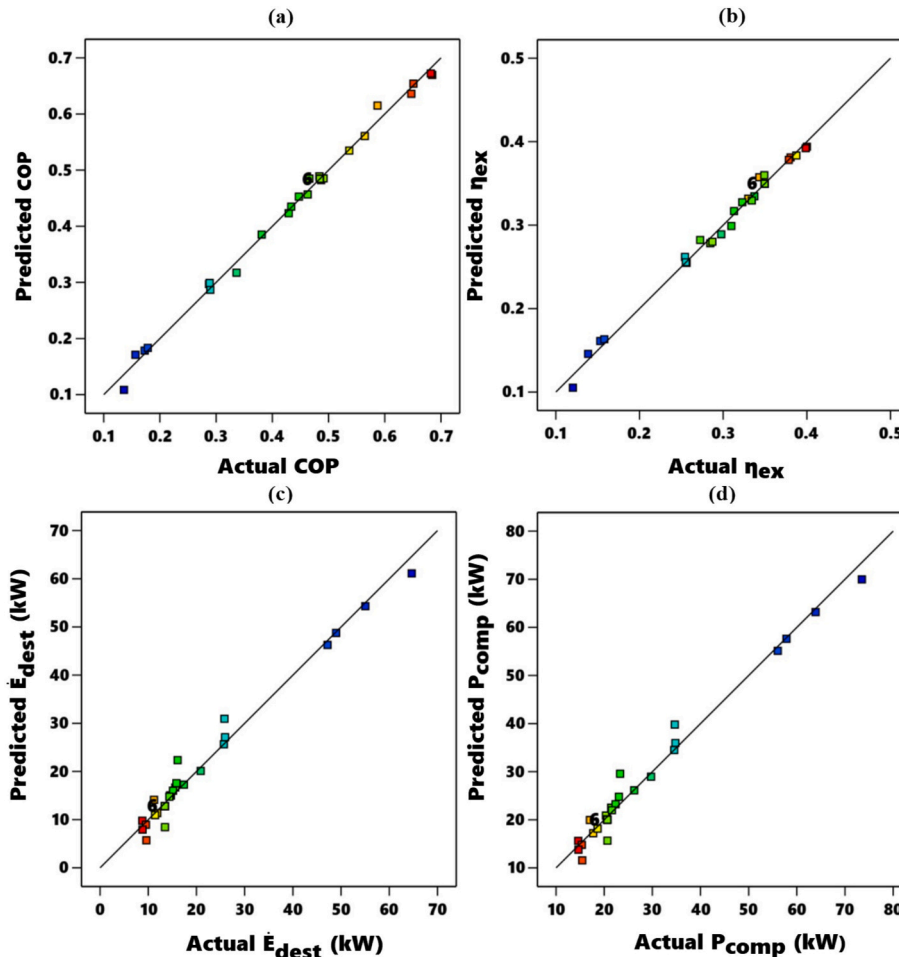 (a)
0.7
0.6
0.5
0.4
0.3
0.2
0.1
Predicted COP
6
0.1 0.2 0.3 0.4 0.5 0.6 0.7
Actual COP
(b)
0.5
0.4
0.3
0.2
0.1
Predicted ηex
6
0.1 0.2 0.3 0.4 0.5
Actual ηex
(c)
70
60
50
40
30
20
10
0
Predicted Ėdest (kW)
6
0 10 20 30 40 50 60 70
Actual Ėdest (kW)
(d)
80
70
60
50
40
30
20
10
Predicted Pcomp (kW)
6
10 20 30 40 50 60 70 80
Actual Pcomp (kW)